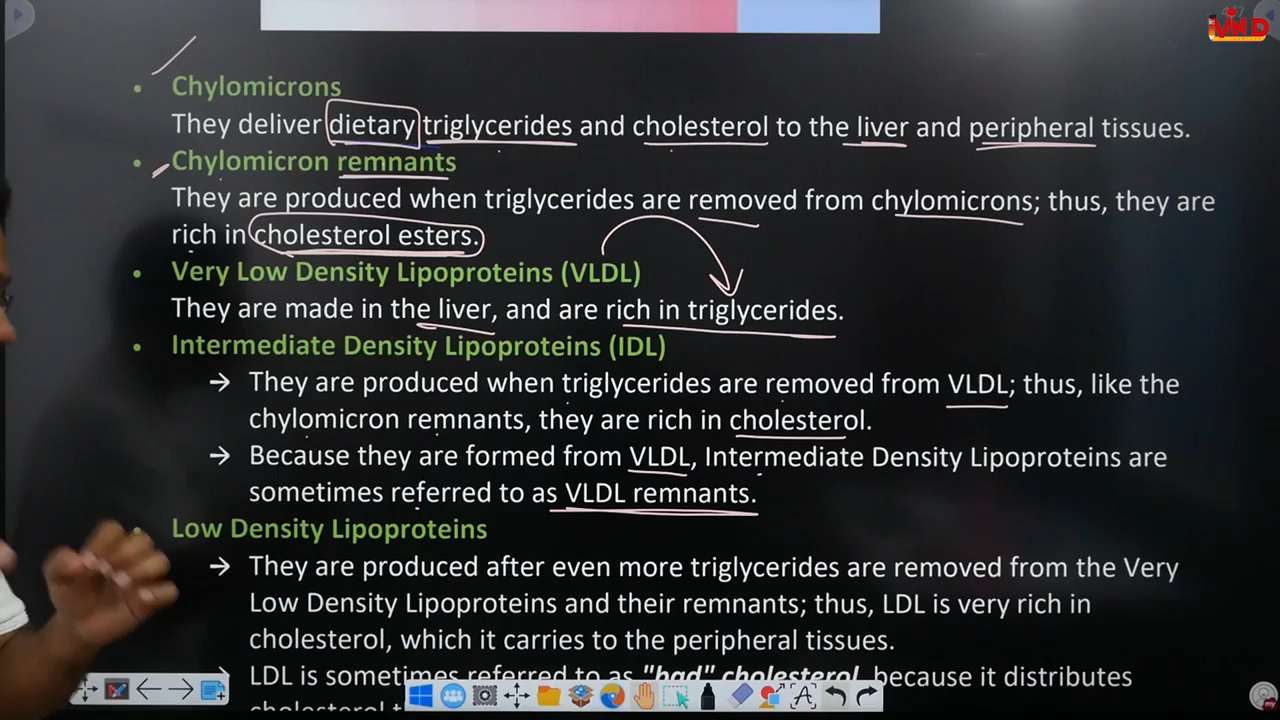 VND
• Chylomicrons
They deliver dietary triglycerides and cholesterol to the liver and peripheral tissues.
• Chylomicron remnants
They are produced when triglycerides are removed from chylomicrons; thus, they are
rich in cholesterol esters.
• Very Low Density Lipoproteins (VLDL)
They are made in the liver, and are rich in triglycerides.
• Intermediate Density Lipoproteins (IDL)
→ They are produced when triglycerides are removed from VLDL; thus, like the
chylomicron remnants, they are rich in cholesterol.
→ Because they are formed from VLDL, Intermediate Density Lipoproteins are
sometimes referred to as VLDL remnants.
• Low Density Lipoproteins
→ They are produced after even more triglycerides are removed from the Very
Low Density Lipoproteins and their remnants; thus, LDL is very rich in
cholesterol, which it carries to the peripheral tissues.
→ LDL is sometimes referred to as "bad" cholesterol, because it distributes
cholesterol